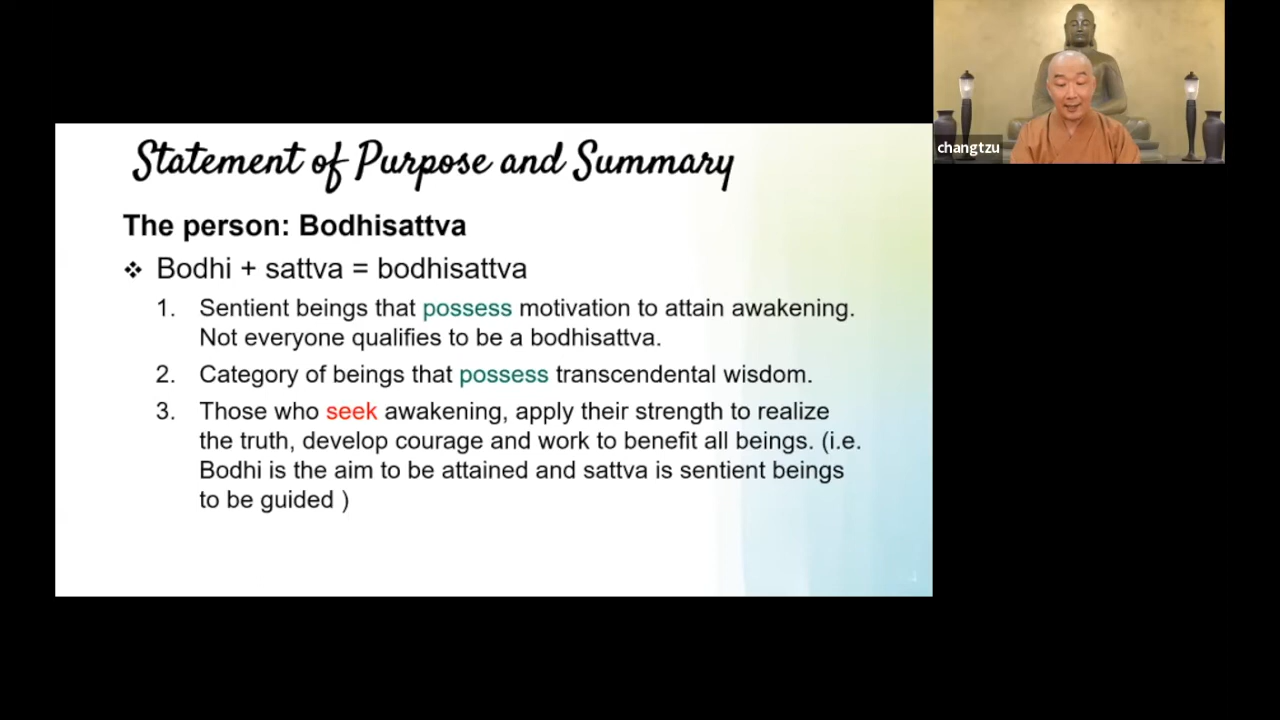 Statement of Purpose and Summary
The person: Bodhisattva
❖ Bodhi + sattva = bodhisattva
1. Sentient beings that possess motivation to attain awakening.
Not everyone qualifies to be a bodhisattva.
2. Category of beings that possess transcendental wisdom.
3. Those who seek awakening, apply their strength to realize
the truth, develop courage and work to benefit all beings. (i.e.
Bodhi is the aim to be attained and sattva is sentient beings
to be guided )
changtzu